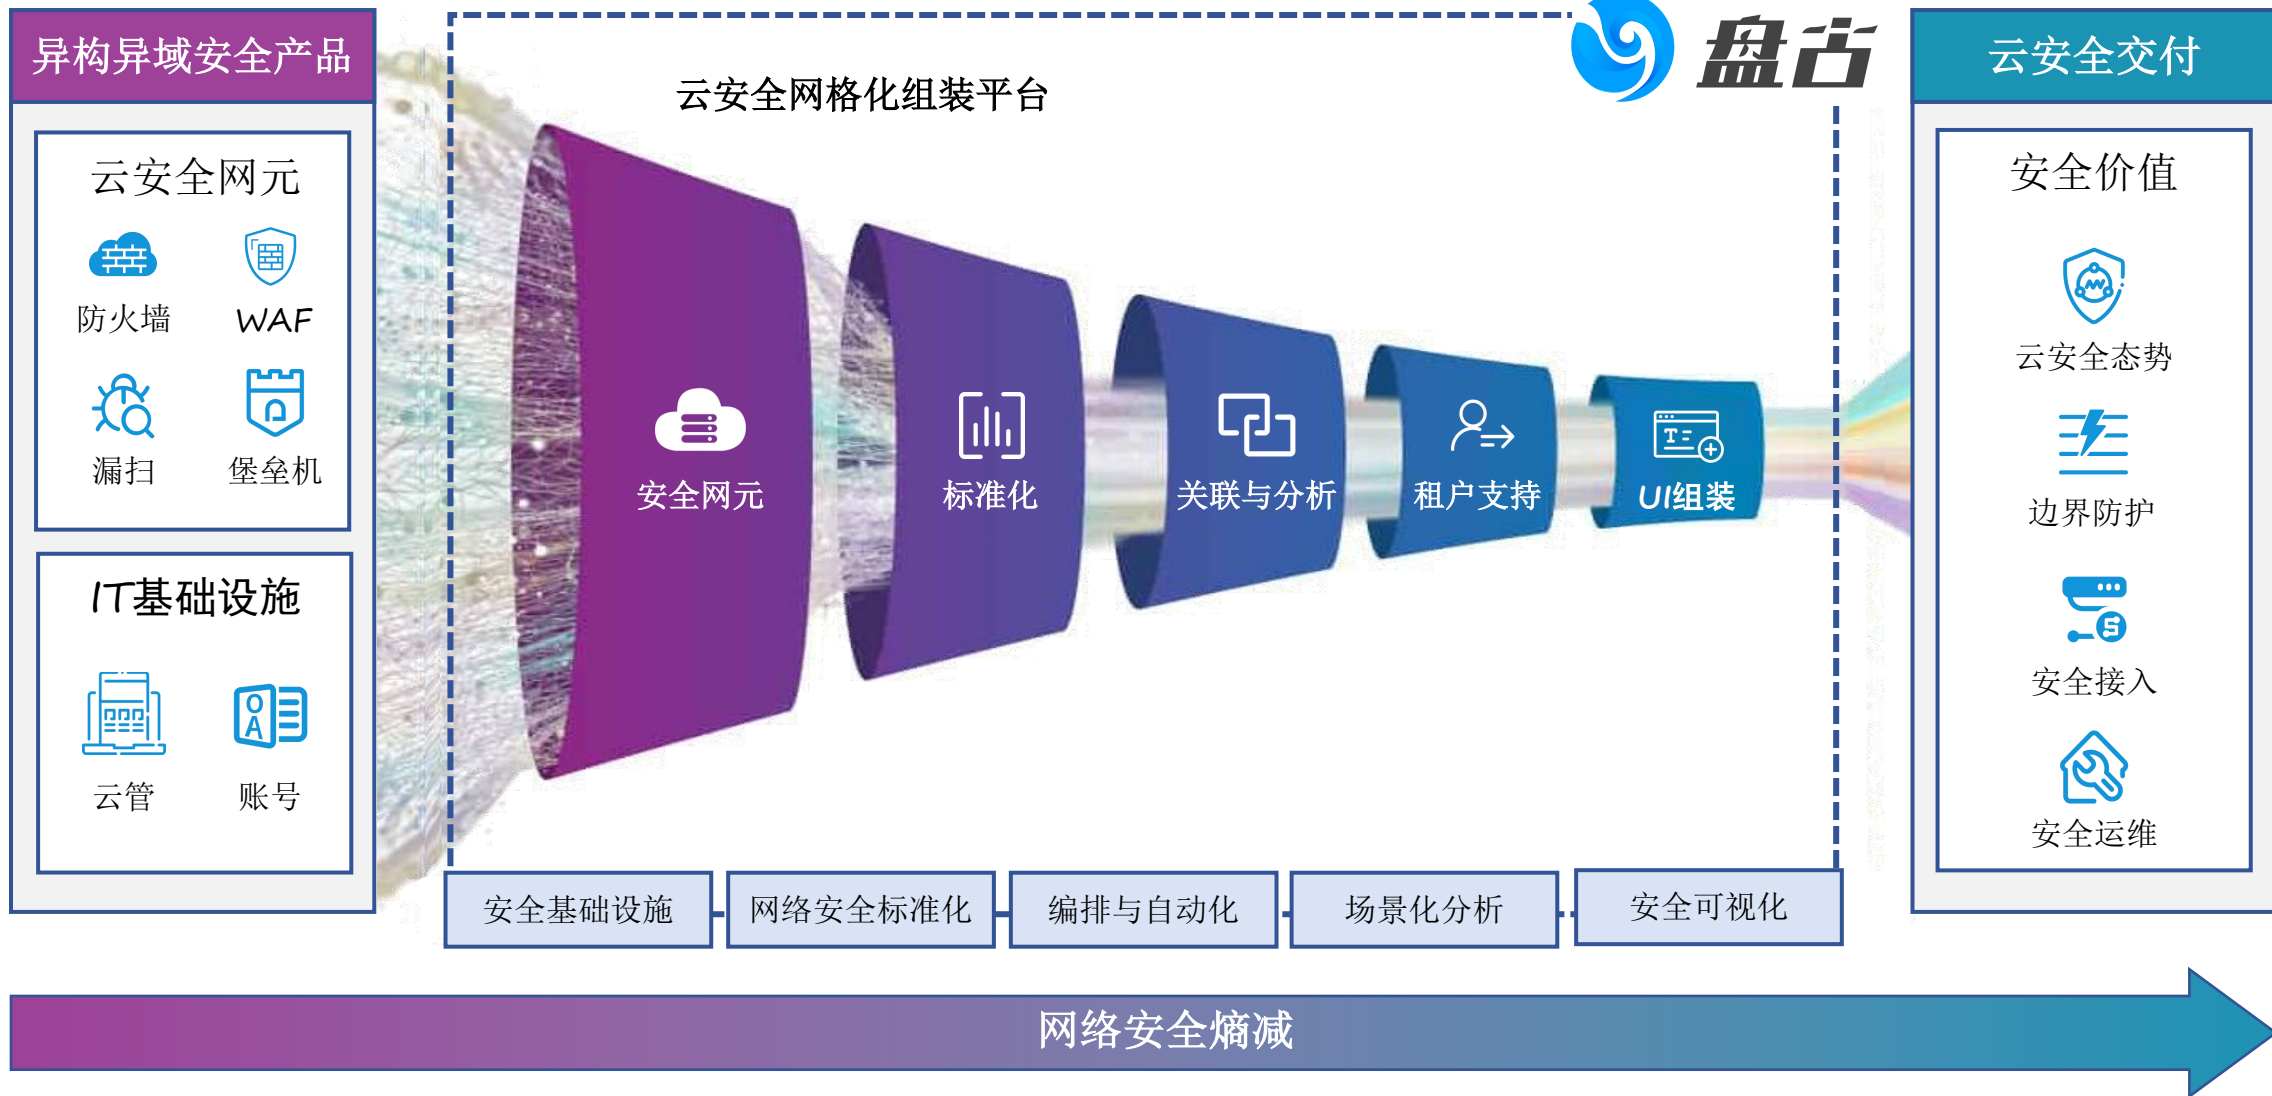 异构异域安全产品
云安全网元
防火墙
WAF
漏扫
堡垒机
IT基础设施
OA
云管
账号
云安全网格化组装平台
盘古
安全网元
标准化
关联与分析
租户支持
UI组装
安全基础设施
网络安全标准化
编排与自动化
场景化分析
安全可视化
云安全交付
安全价值
云安全态势
边界防护
安全接入
安全运维
网络安全熵减